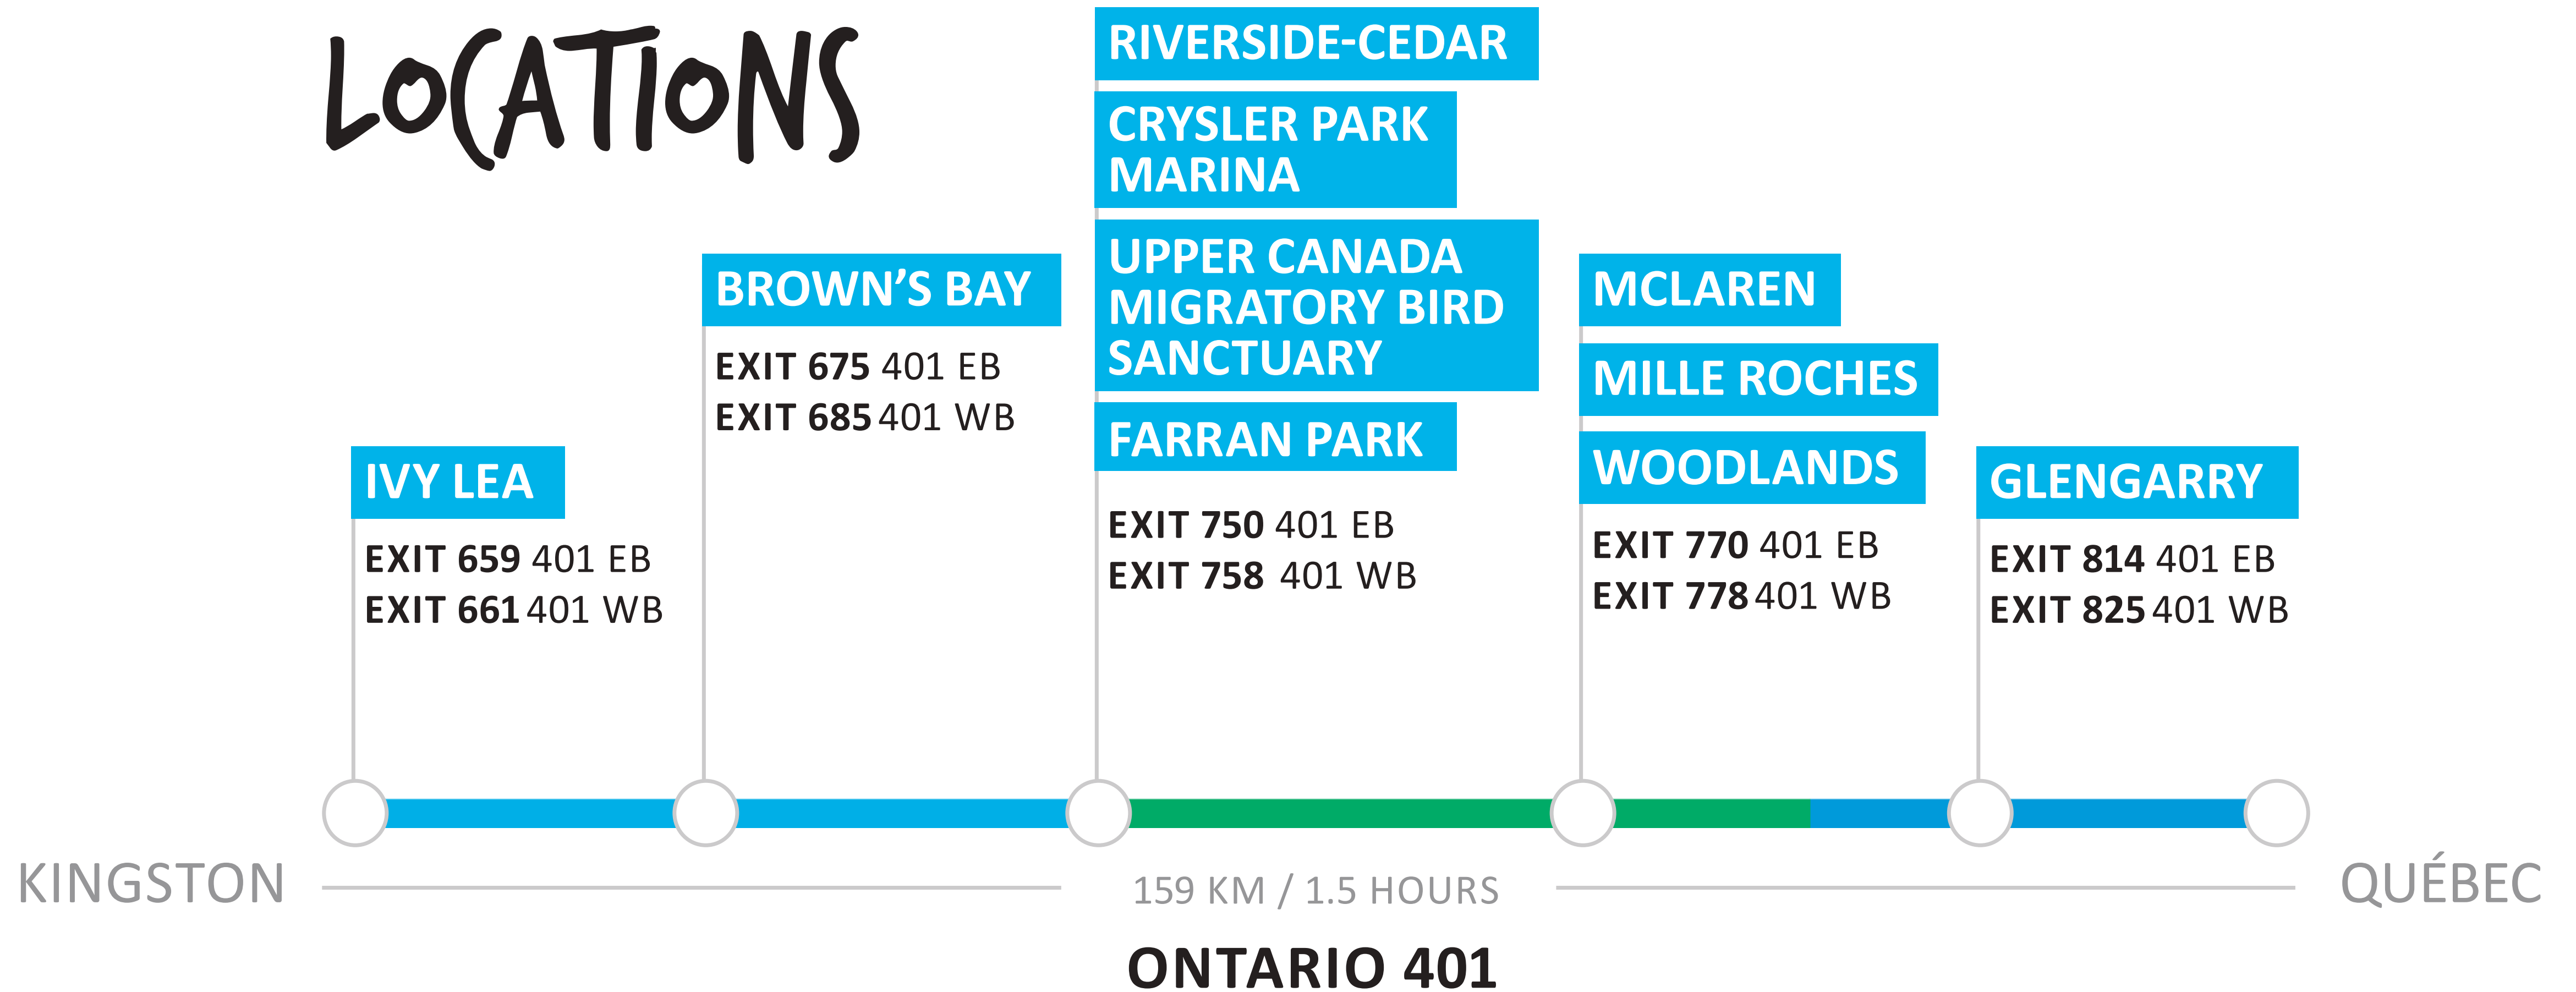 LOCATIONS
RIVERSIDE-CEDAR
CRYSLER PARK
MARINA
UPPER CANADA
MIGRATORY BIRD
SANCTUARY
FARRAN PARK
EXIT 750 401 EB
EXIT 758 401 WB
BROWN’S BAY
EXIT 675 401 EB
EXIT 685 401 WB
IVY LEA
EXIT 659 401 EB
EXIT 661 401 WB
MCLAREN
MILLE ROCHES
WOODLANDS
EXIT 770 401 EB
EXIT 778 401 WB
GLENGARRY
EXIT 814 401 EB
EXIT 825 401 WB
KINGSTON
159 KM / 1.5 HOURS
QUÉBEC
ONTARIO 401